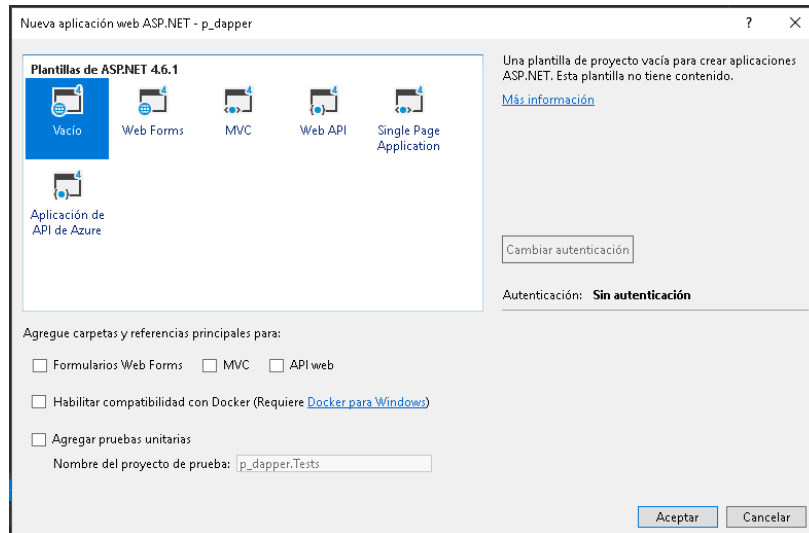 Nueva aplicación web ASP.NET - p_dapper
?
Plantillas de ASP.NET 4.6.1
Vacío
Web Forms
MVC
Web API
Single Page
Application
Aplicación de
API de Azure
Una plantilla de proyecto vacía para crear aplicaciones
ASP.NET. Esta plantilla no tiene contenido.
Más información
Cambiar autenticación
Autenticación: Sin autenticación
Agregue carpetas y referencias principales para:
Formularios Web Forms
MVC
API web
Habilitar compatibilidad con Docker (Requiere Docker para Windows)
Agregar pruebas unitarias
Nombre del proyecto de prueba: p_dapper.Tests
Aceptar
Cancelar